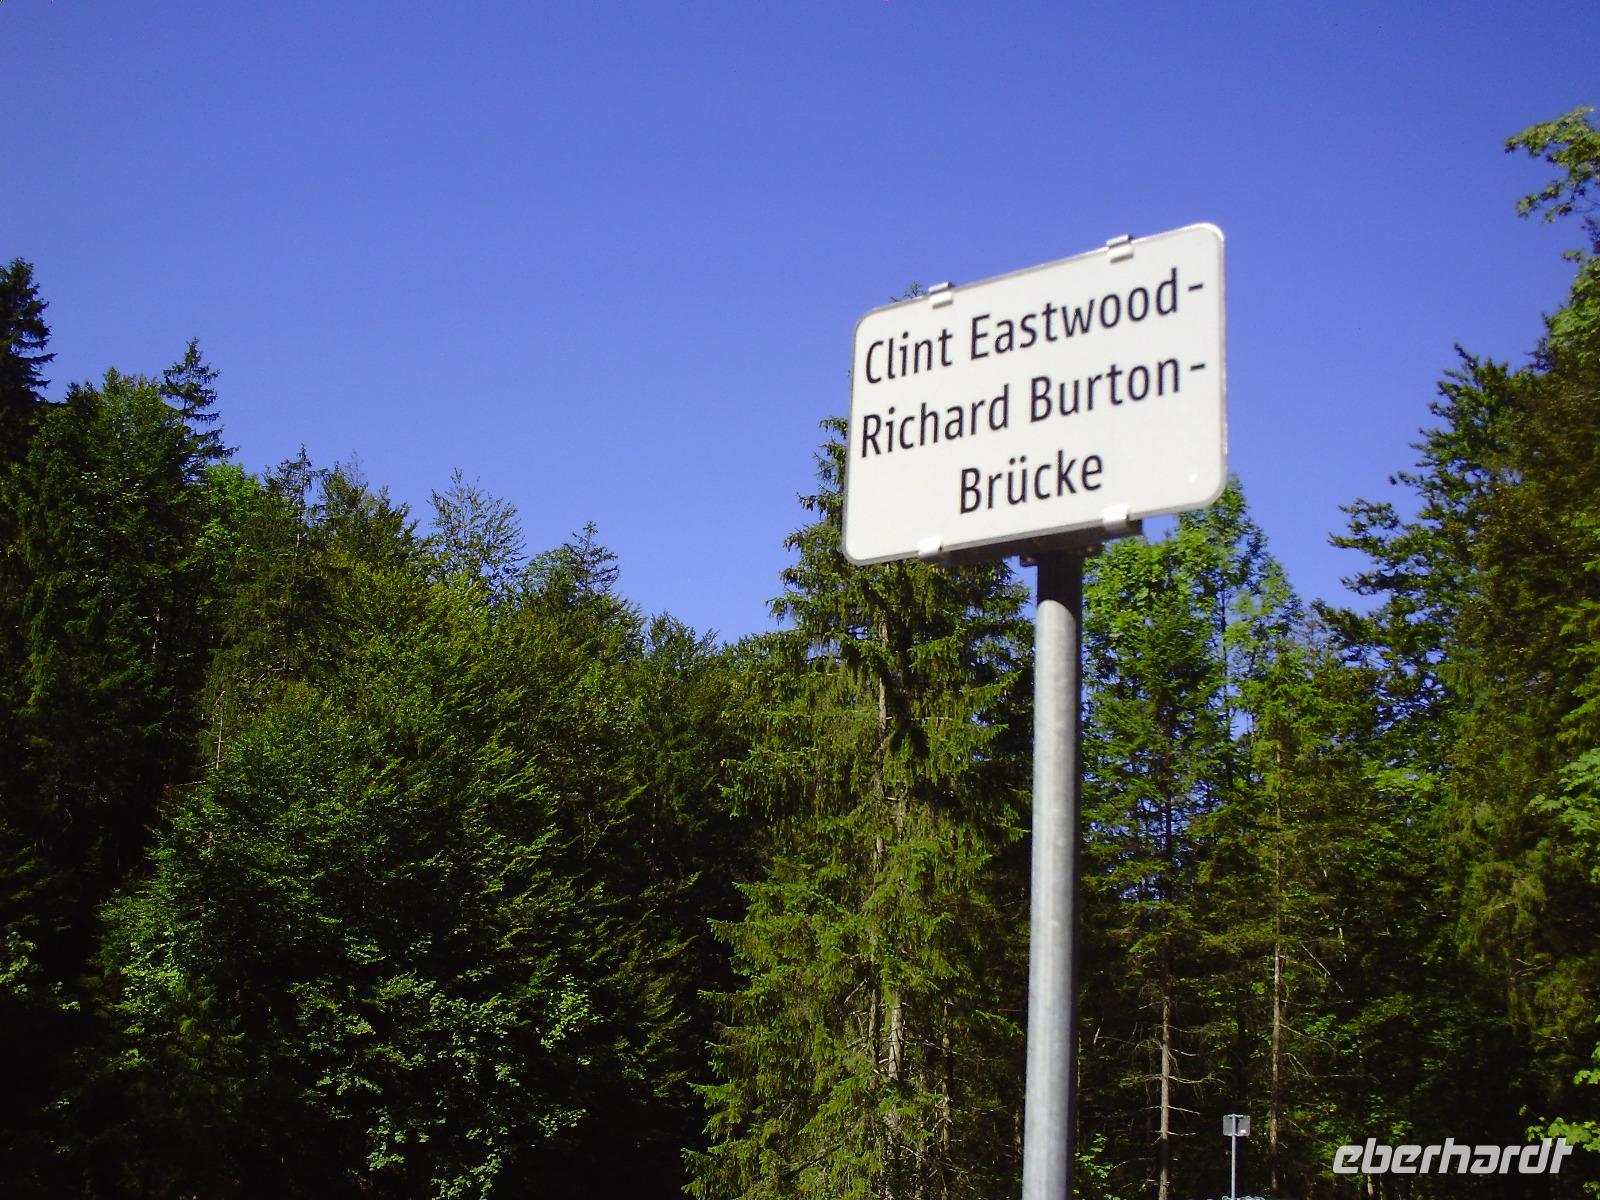 Clint Eastwood-
Richard Burton-
Brücke
eberhardt